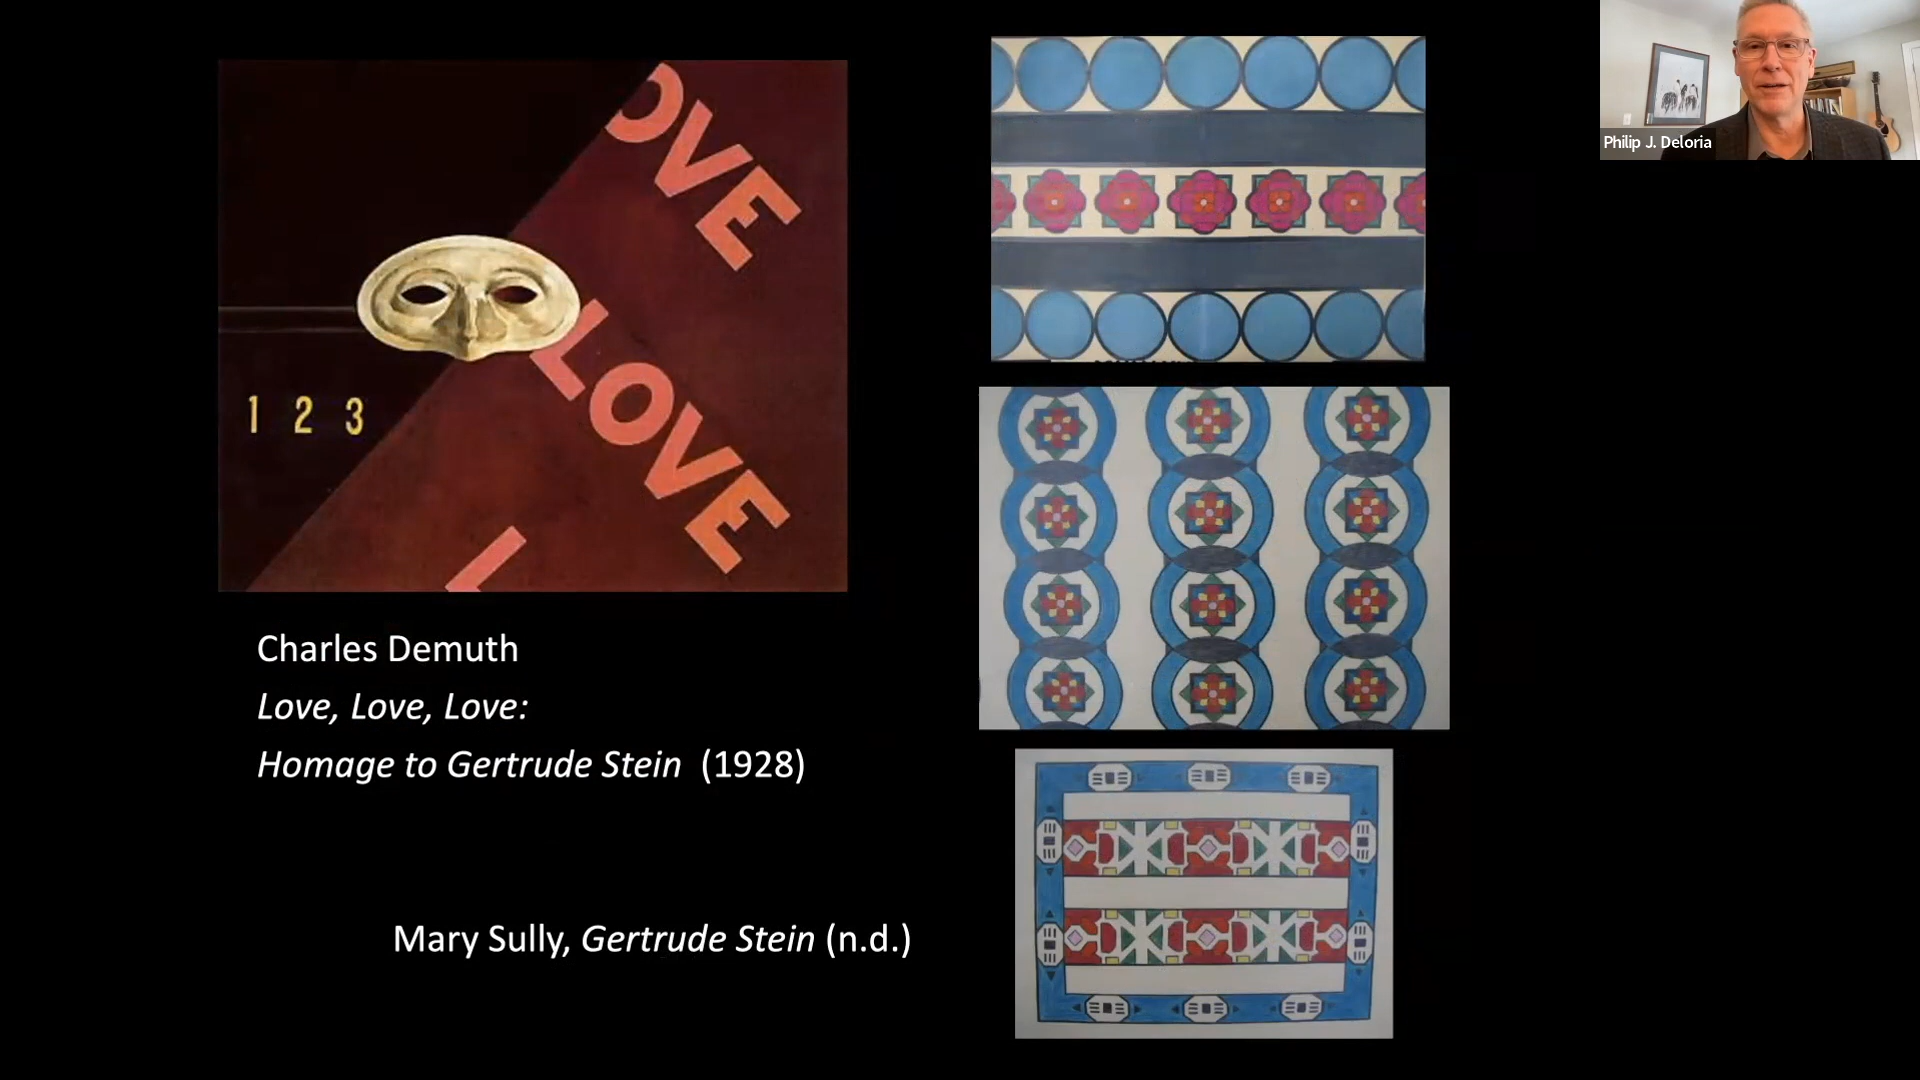 OVE
LOVE
L
1 2 3
Charles Demuth
Love, Love, Love:
Homage to Gertrude Stein (1928)
Mary Sully, Gertrude Stein (n.d.)
Philip J. Deloria